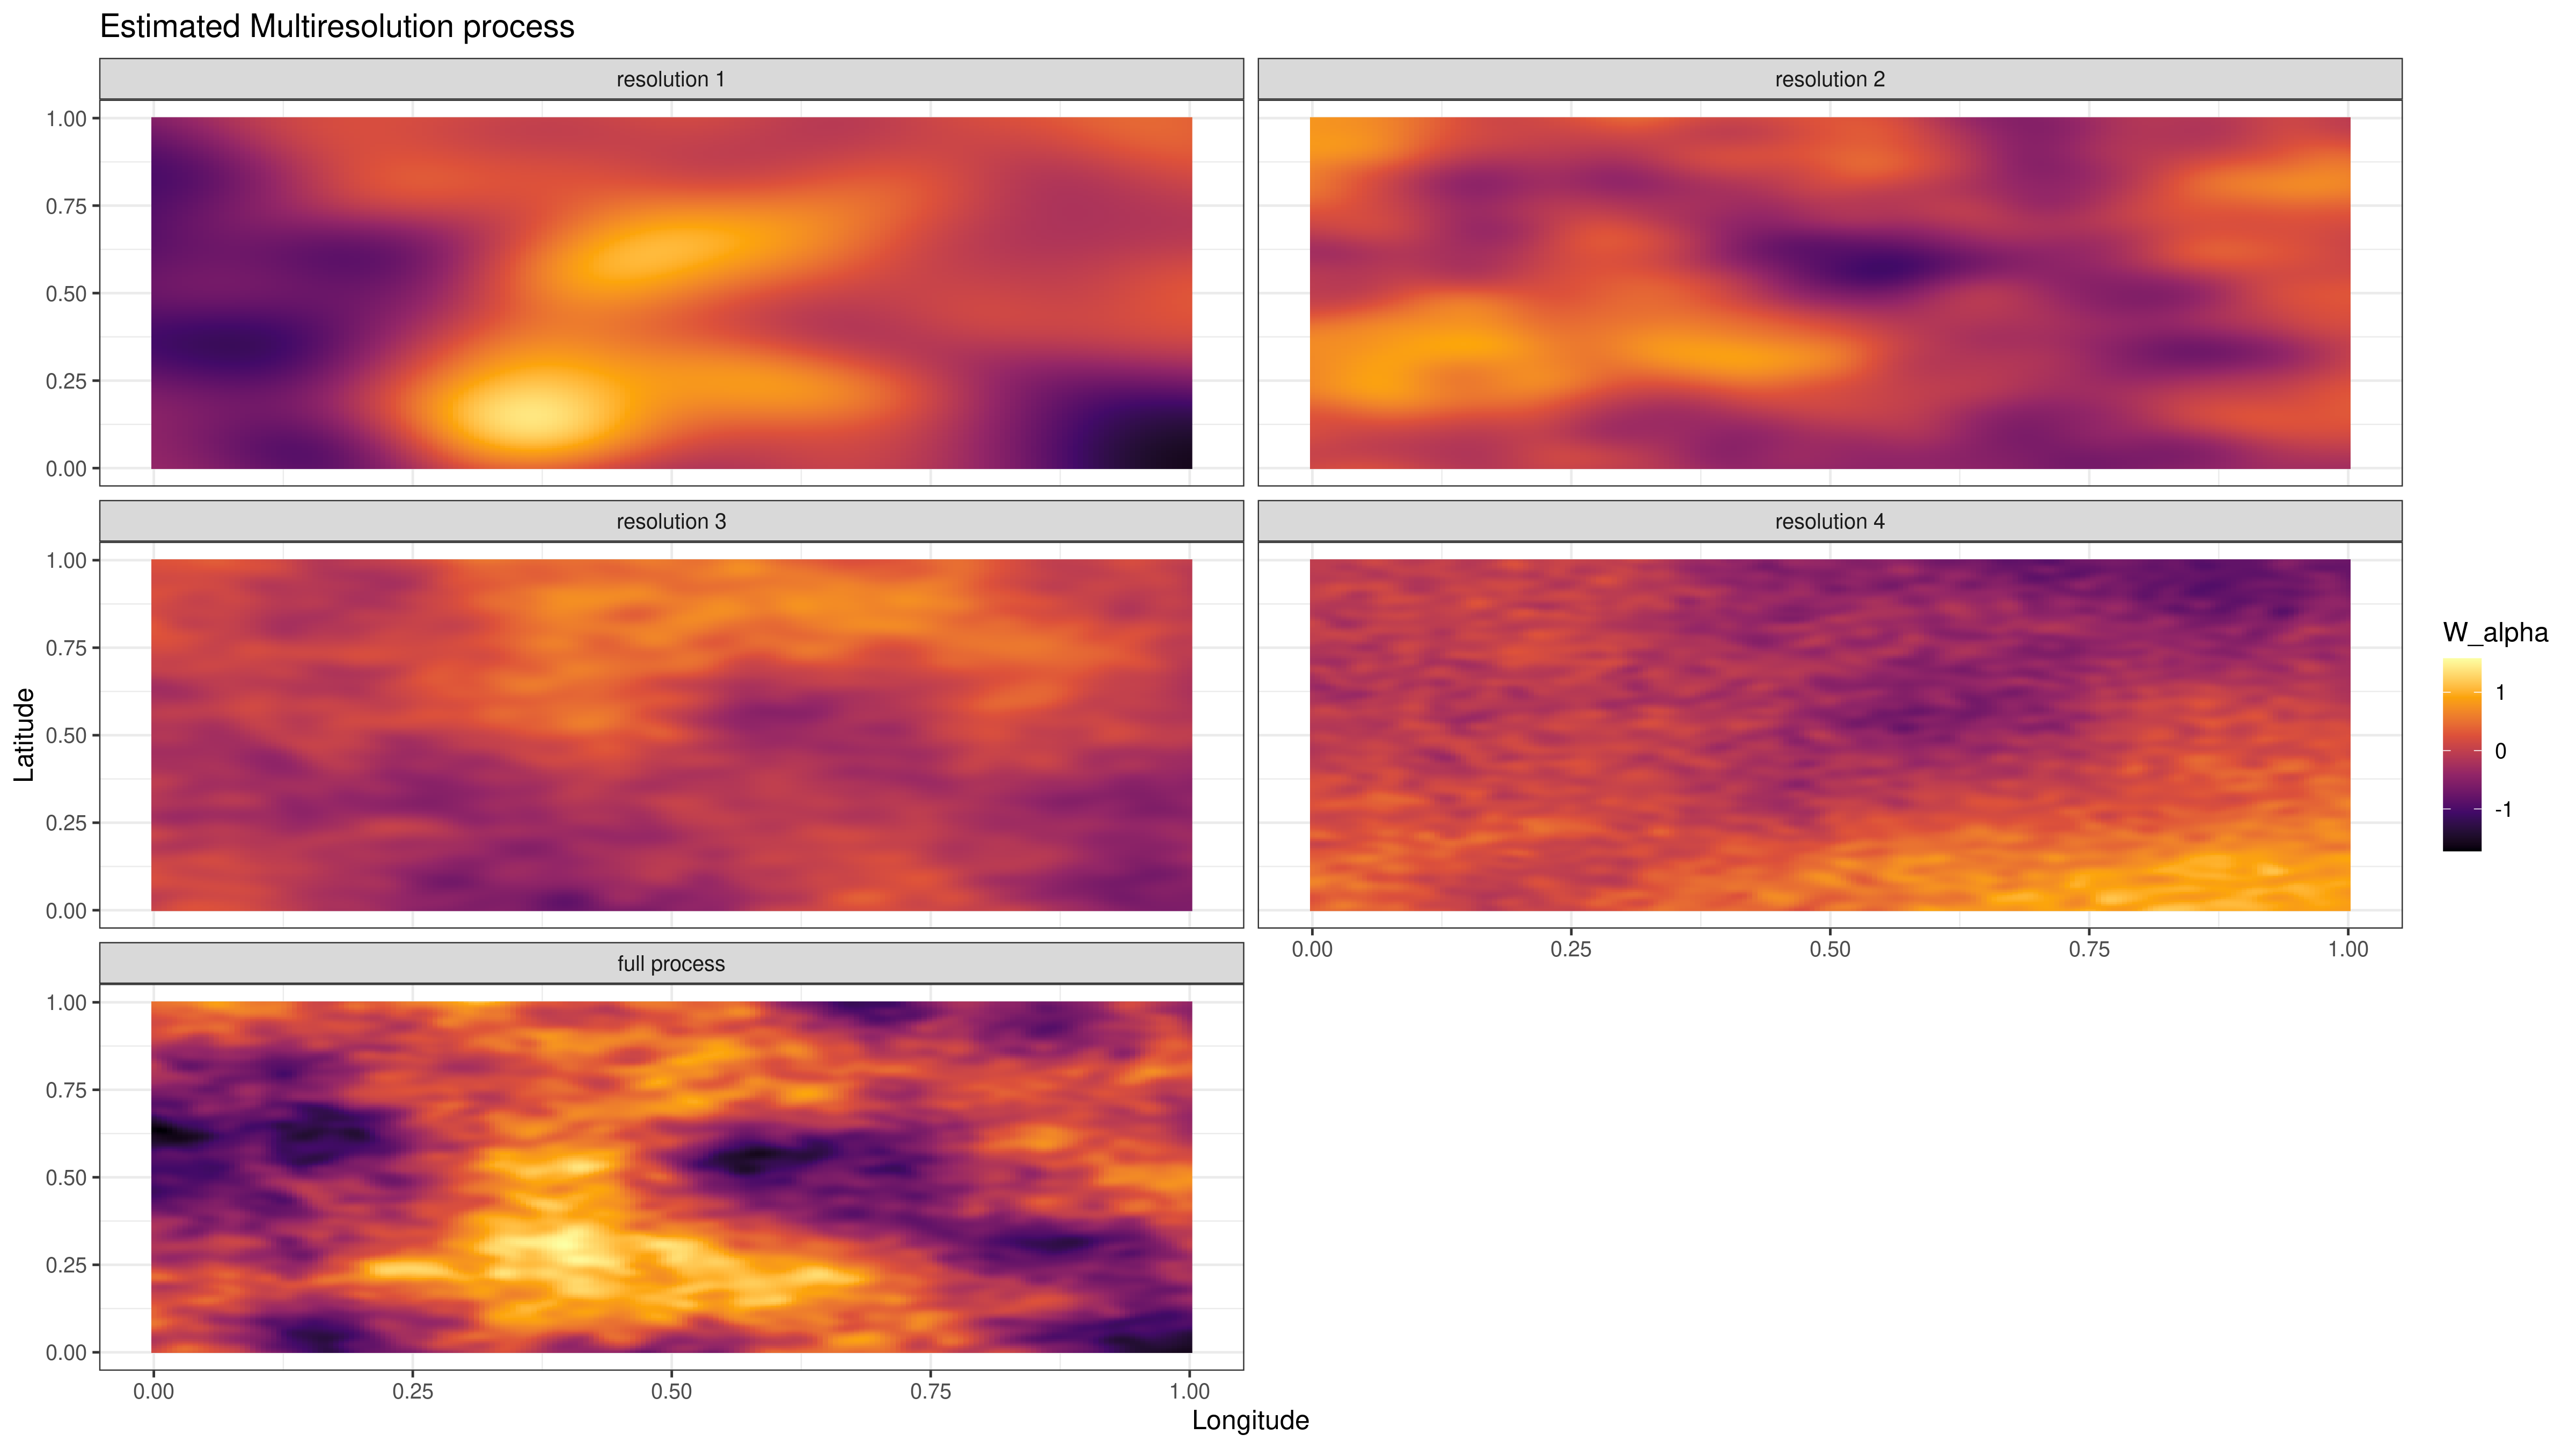 Estimated Multiresolution process
resolution 1
resolution 2
1.00
0.75
0.50
0.25
0.00
resolution 3
resolution 4
1.00
0.75
0.50
0.25
0.00
0.00 0.25 0.50 0.75 1.00
full process
1.00
0.75
0.50
0.25
0.00
0.00 0.25 0.50 0.75 1.00
Longitude
Latitude
W_alpha
1
0
-1